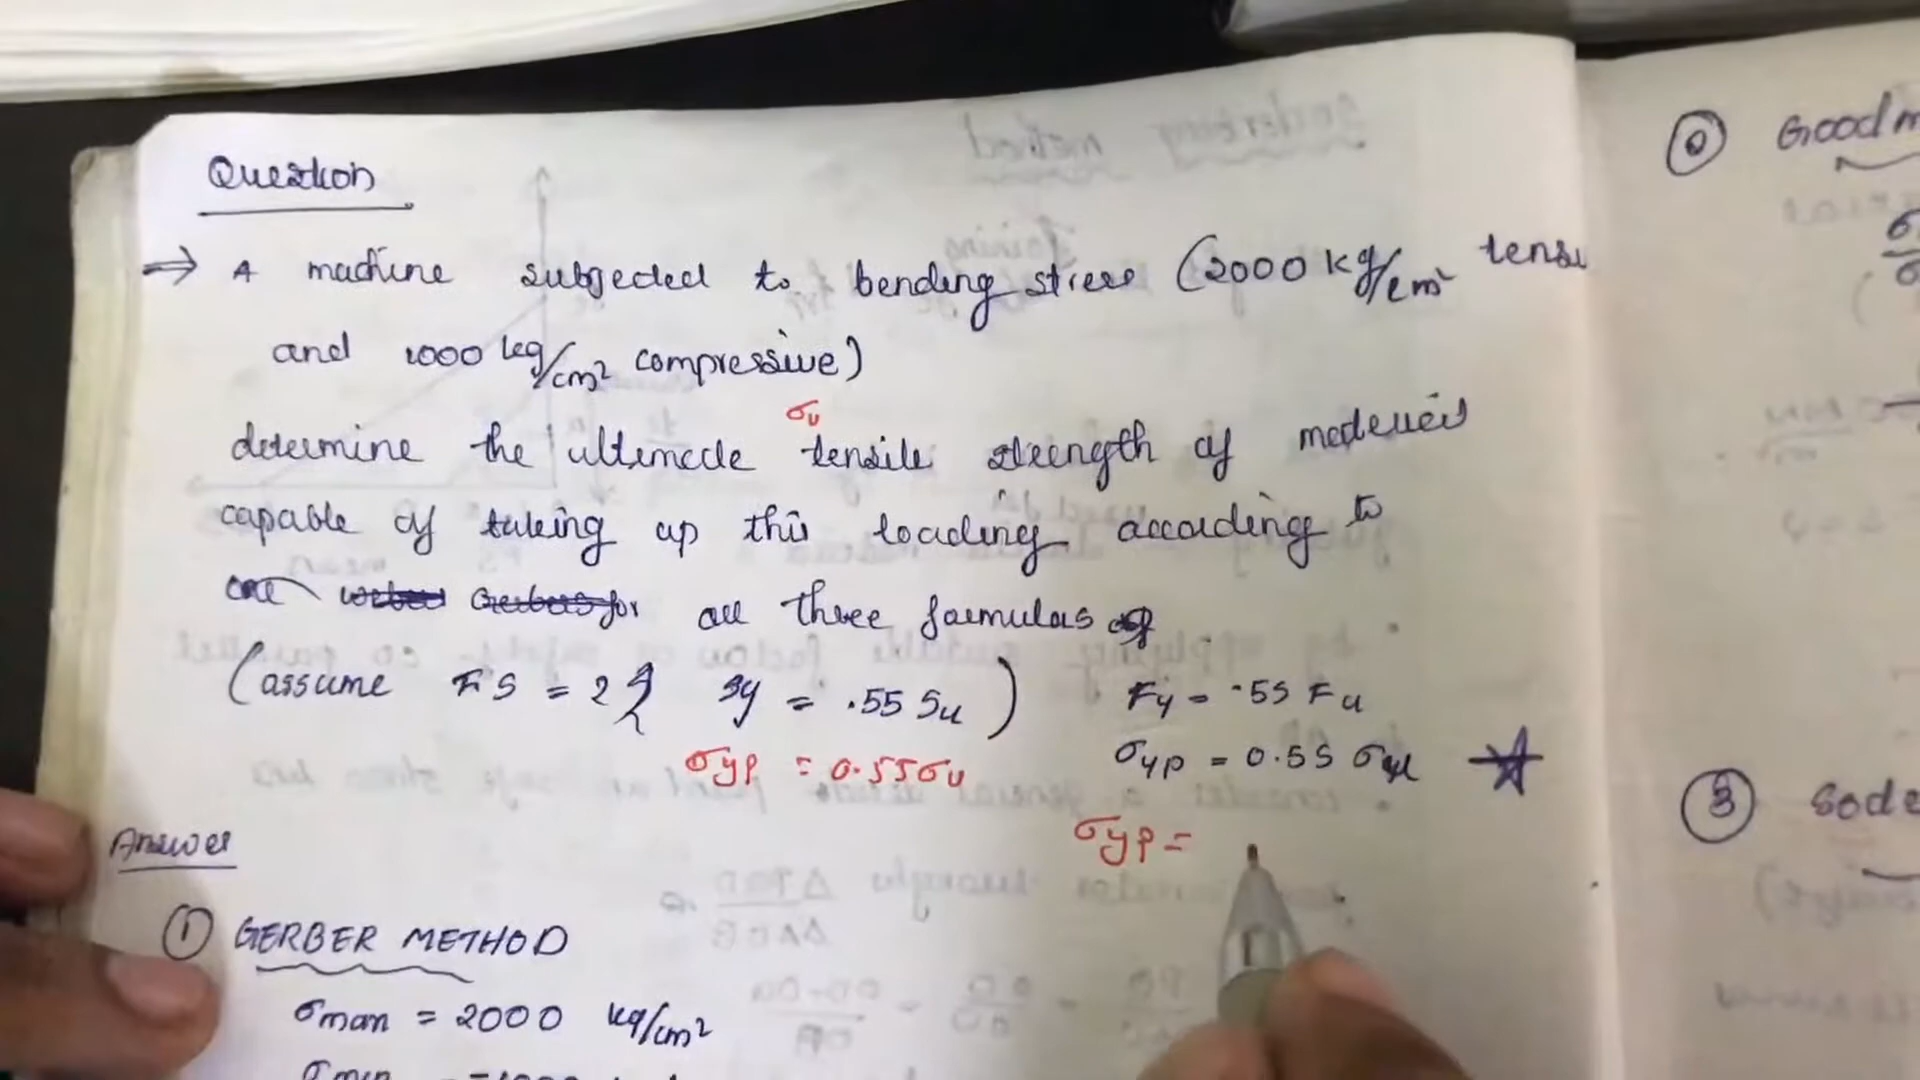 Question
⇒ A machine subjected to bending stress (2000 kg/cm² tensi
and 1000 kg/cm² compressive)
σu
determine the ultimate tensile strength of
capable of taking up this loading according to
all three formulas
(assume FS = 2 Sy = .55 Su)
Fy = .55 Fu
σyp = 0.55 σu
σyp = 0.55
σyp =
Answer
① GERBER METHOD
σman = 2000 kg/cm²
② Goodm
③ Sode